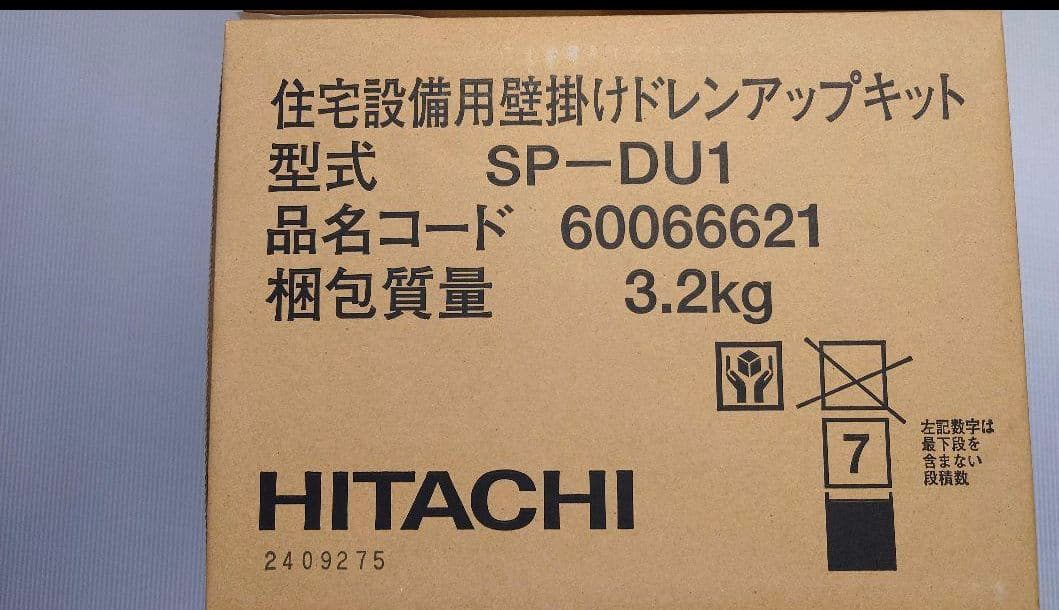 住宅設備用壁掛けドレンアップキット
型式 SP-DU1
品名コード 60066621
梱包質量 3.2kg
7
左記数字は
最下段を
含まない
段積数
HITACHI
2409275